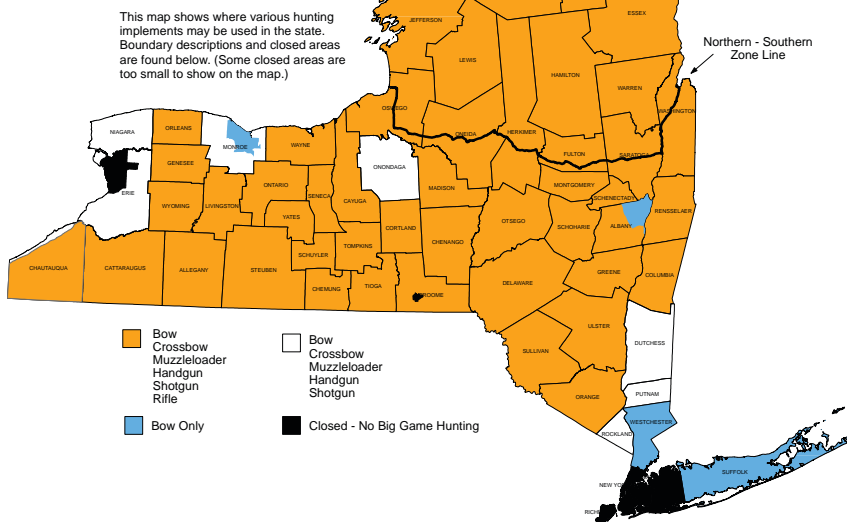 This map shows where various hunting
implements may be used in the state.
Boundary descriptions and closed areas
are found below. (Some closed areas are
too small to show on the map.)
Northern - Southern
Zone Line
JEFFERSON
ESSEX
LEWIS
HAMILTON
WARREN
WASHINGTON
OSWEGO
ONEIDA
HERKIMER
FULTON
SARATOGA
NIAGARA
ORLEANS
MONROE
WAYNE
GENESEE
ONONDAGA
ERIE
WYOMING
LIVINGSTON
ONTARIO
SENECA
CAYUGA
YATES
MADISON
MONTGOMERY
SCHENECTADY
OTSEGO
SCHOHARIE
ALBANY
RENSSELAER
CORTLAND
CHENANGO
TOMPKINS
SCHUYLER
CHAUTAUQUA
CATTARAUGUS
ALLEGANY
STEUBEN
CHEMUNG
TIOGA
BROOME
DELAWARE
GREENE
COLUMBIA
ULSTER
SULLIVAN
DUTCHESS
ORANGE
PUTNAM
ROCKLAND
WESTCHESTER
SUFFOLK
NEW YO
RICH
Bow
Crossbow
Muzzleloader
Handgun
Shotgun
Rifle
Bow
Crossbow
Muzzleloader
Handgun
Shotgun
Bow Only
Closed - No Big Game Hunting